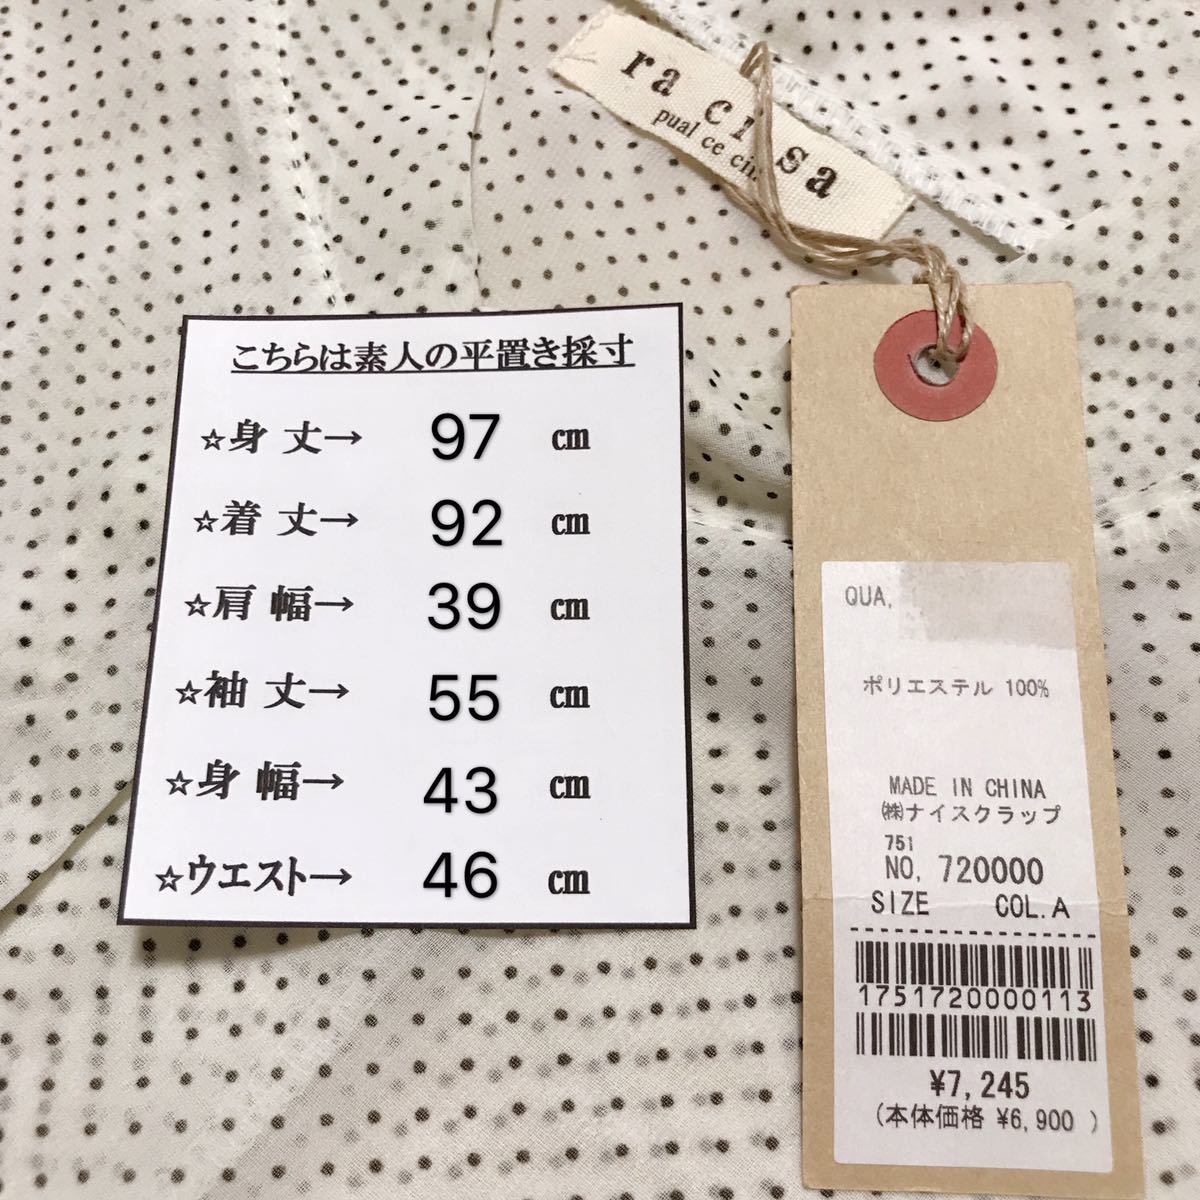 ra
pual ce
こちらは素人の平置き採寸
☆身 丈→ 97 ㎝
☆着 丈→ 92 ㎝
☆肩 幅→ 39 ㎝
☆袖 丈→ 55 ㎝
☆身 幅→ 43 ㎝
☆ウエスト→ 46 ㎝
QUA.
ポリエステル 100%
MADE IN CHINA
㈱ナイスクラップ
751
NO. 720000
SIZE COL.A
1751720000113
¥7,245
(本体価格 ¥6,900 )